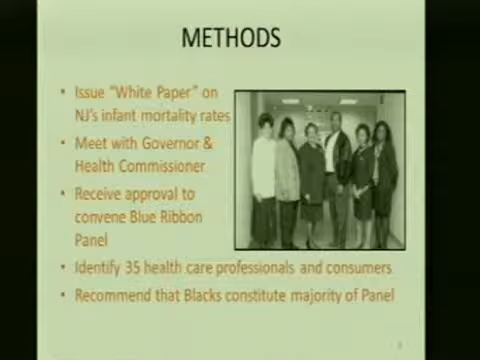 METHODS
• Issue "White Paper" on
NJ's infant mortality rates
• Meet with Governor &
Health Commissioner
• Receive approval to
convene Blue Ribbon
Panel
• Identify 35 health care professionals and consumers
• Recommend that Blacks constitute majority of Panel